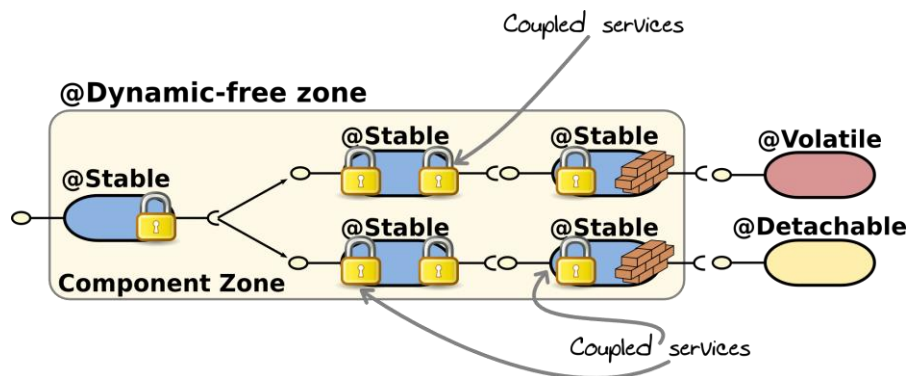 Coupled services
@Dynamic-free zone
@Stable
@Stable
@Volatile
@Stable
@Stable
@Stable
@Detachable
Component Zone
Coupled services